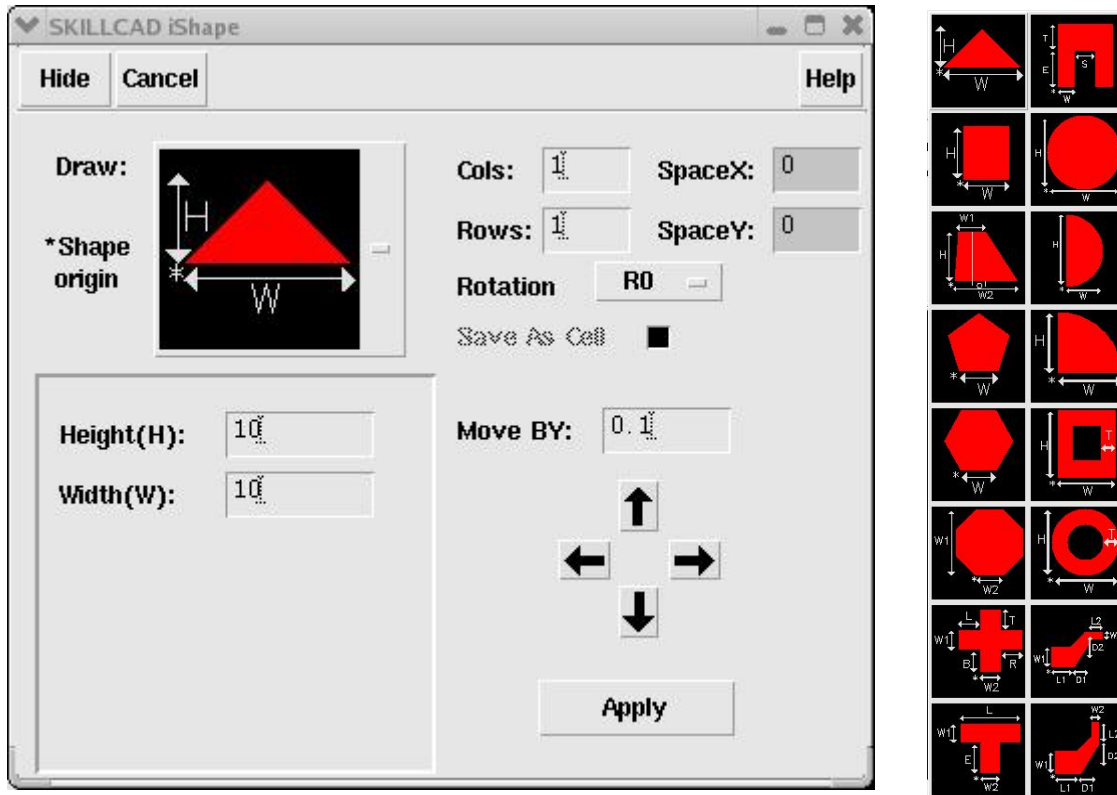 SKILLCAD iShape
Hide Cancel Help
Draw:
*Shape
origin
H
*
W
Cols: 1 SpaceX: 0
Rows: 1 SpaceY: 0
Rotation R0
Save As Cell
Height(H): 10
Width(W): 10
Move BY: 0.1
Apply
H
*
W
T
E
S
*
W
H
*
W
H
*
W
W1
H
*
W2
H
*
W
*
W
H
*
W
*
W
H
T
*
W
W1
*
W2
H
T
*
W
L
T
W1
B
R
*
W2
L2
W1
D2
*
L1 D1
L
W1
E
*
W2
W2
L2
D2
W1
*
L1 D1